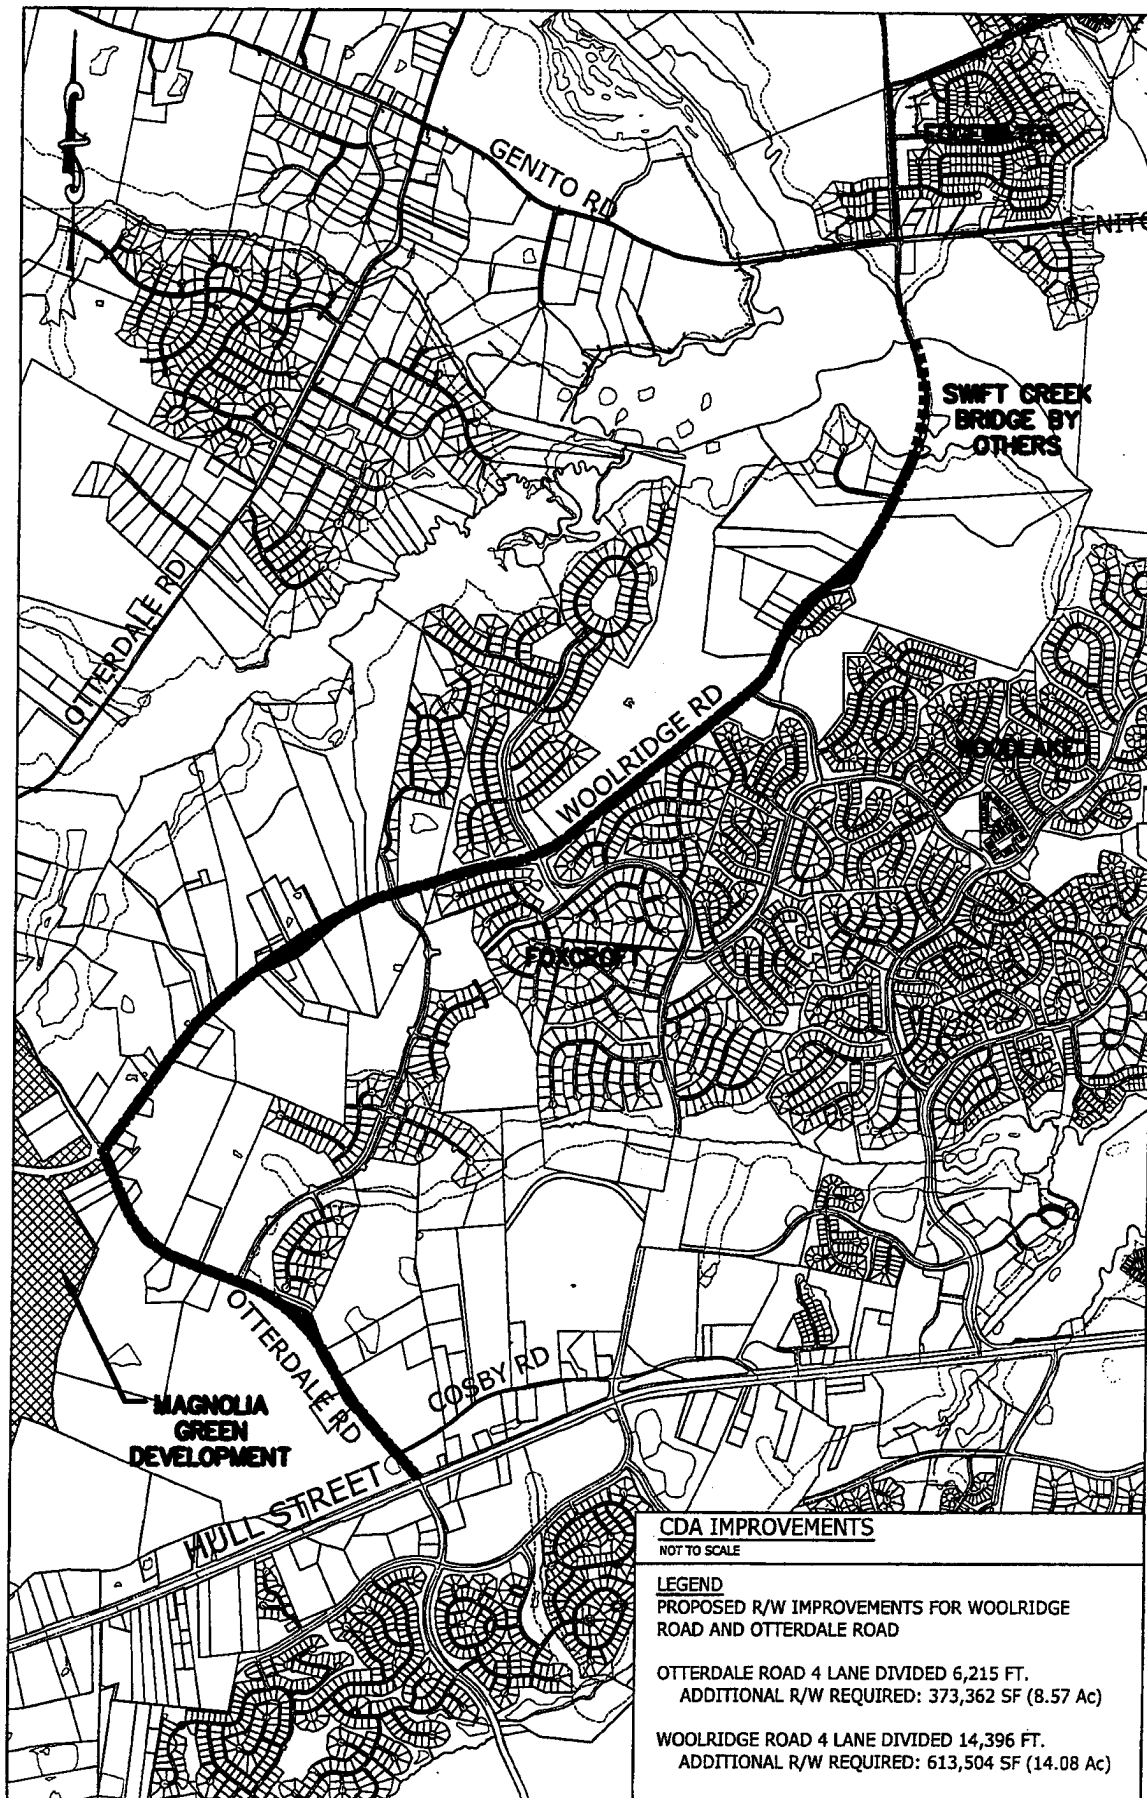 EDGEWATER
GENITO RD
GENITO
SWIFT CREEK
BRIDGE BY
OTHERS
OTTERDALE RD
WOOLRIDGE RD
WOODLAKE
FOXCROFT
OTTERDALE RD
COSBY RD
MAGNOLIA
GREEN
DEVELOPMENT
HULL STREET
CDA IMPROVEMENTS
NOT TO SCALE
LEGEND
PROPOSED R/W IMPROVEMENTS FOR WOOLRIDGE
ROAD AND OTTERDALE ROAD
OTTERDALE ROAD 4 LANE DIVIDED 6,215 FT.
ADDITIONAL R/W REQUIRED: 373,362 SF (8.57 Ac)
WOOLRIDGE ROAD 4 LANE DIVIDED 14,396 FT.
ADDITIONAL R/W REQUIRED: 613,504 SF (14.08 Ac)